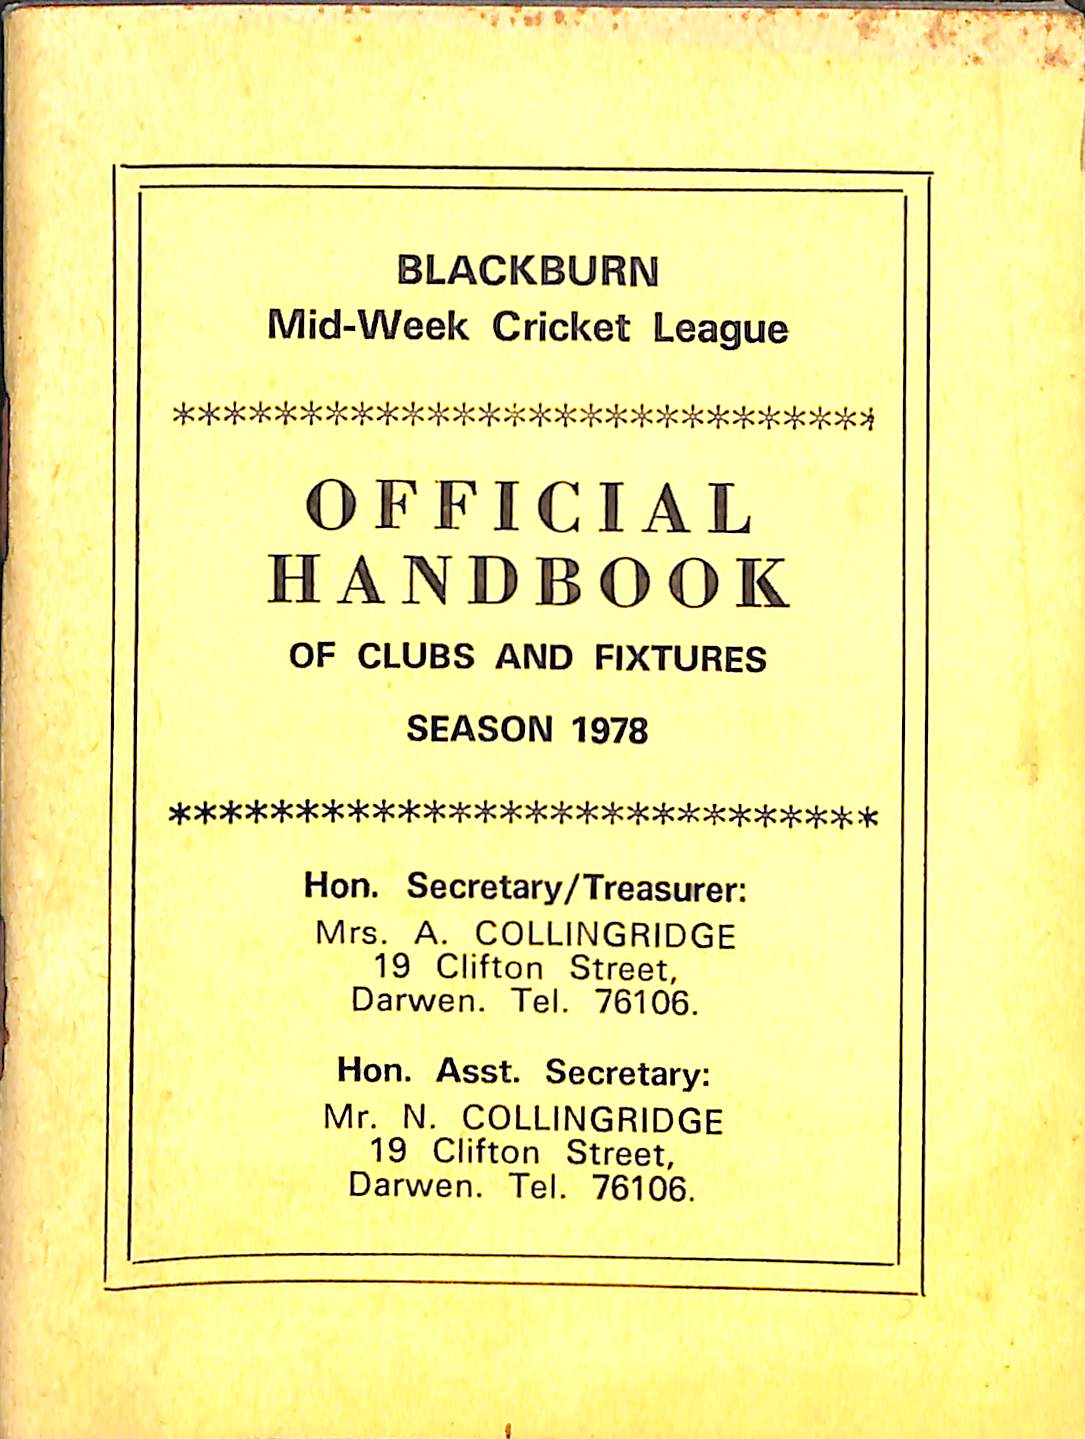 BLACKBURN
Mid-Week Cricket League
****************************
OFFICIAL
HANDBOOK
OF CLUBS AND FIXTURES
SEASON 1978
****************************
Hon. Secretary/Treasurer:
Mrs. A. COLLINGRIDGE
19 Clifton Street,
Darwen. Tel. 76106.
Hon. Asst. Secretary:
Mr. N. COLLINGRIDGE
19 Clifton Street,
Darwen. Tel. 76106.